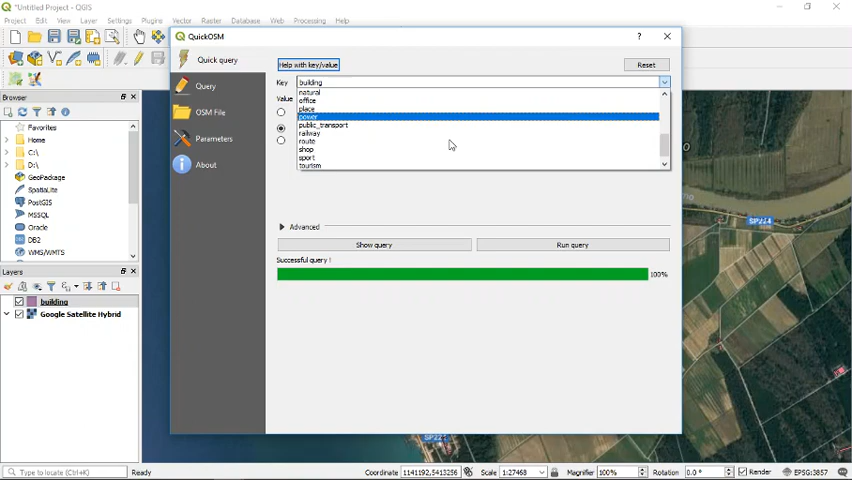 *Untitled Project - QGIS
Project Edit View Layer Settings Plugins Vector Raster Database Web Processing Help
QuickOSM
?
Quick query
Query
OSM File
Parameters
About
Help with key/value
Reset
Key building
natural
office
place
power
public_transport
railway
route
shop
sport
tourism
Value
Advanced
Show query
Run query
Successful query !
100%
Browser
Favorites
Home
C:\
D:\
GeoPackage
SpatiaLite
PostGIS
MSSQL
Oracle
DB2
WMS/WMTS
Layers
building
Google Satellite Hybrid
SP224
Type to locate (Ctrl+K)
Ready
Coordinate 1141192,5413256
Scale 1:27468
Magnifier 100%
Rotation 0.0 °
Render
EPSG:3857